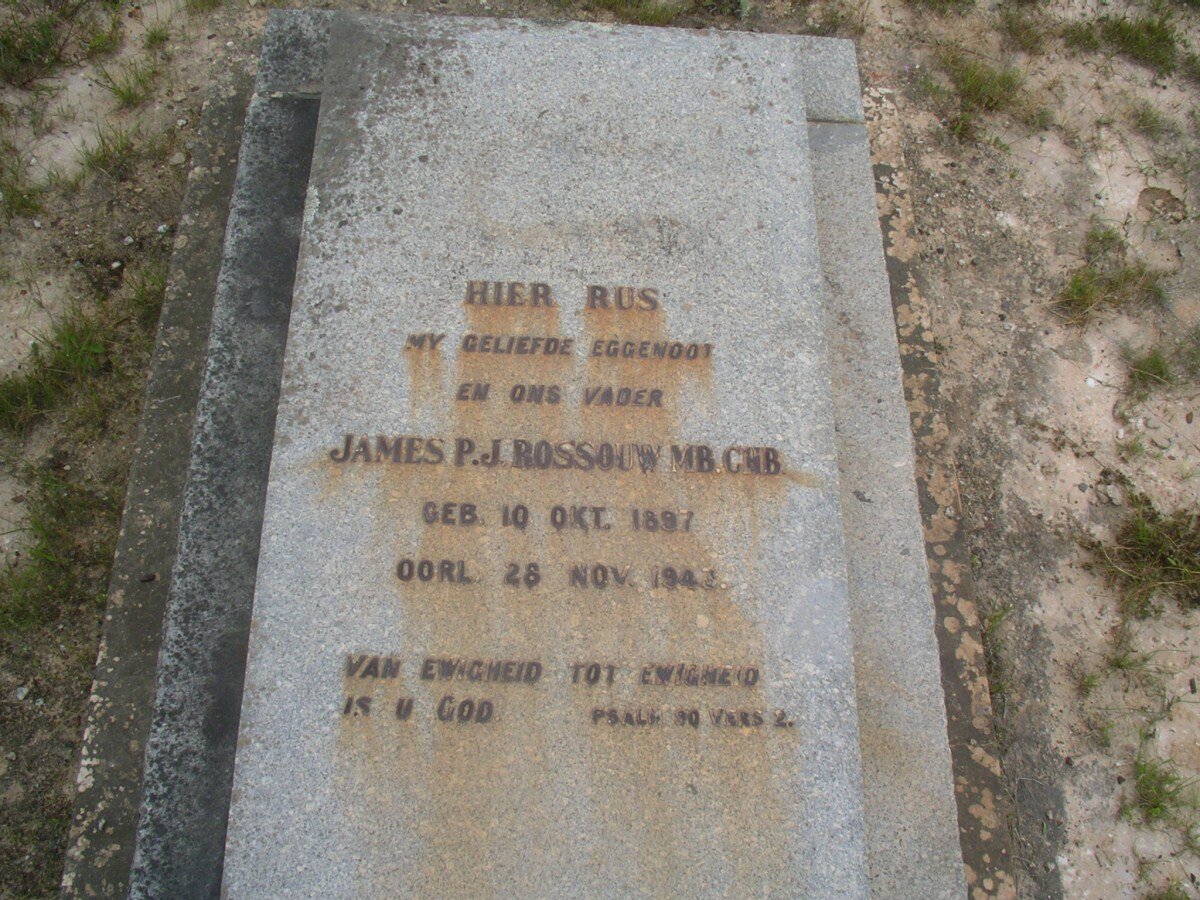 HIER RUS
MY GELIEFDE EGGENOOT
EN ONS VADER
JAMES P.J. ROSSOUW MB. CHB.
GEB. 10 OKT. 1897
OORL. 28 NOV. 1943.
VAN EWIGHEID TOT EWIGHEID
IS U GOD PSALM 90 VERS 2.